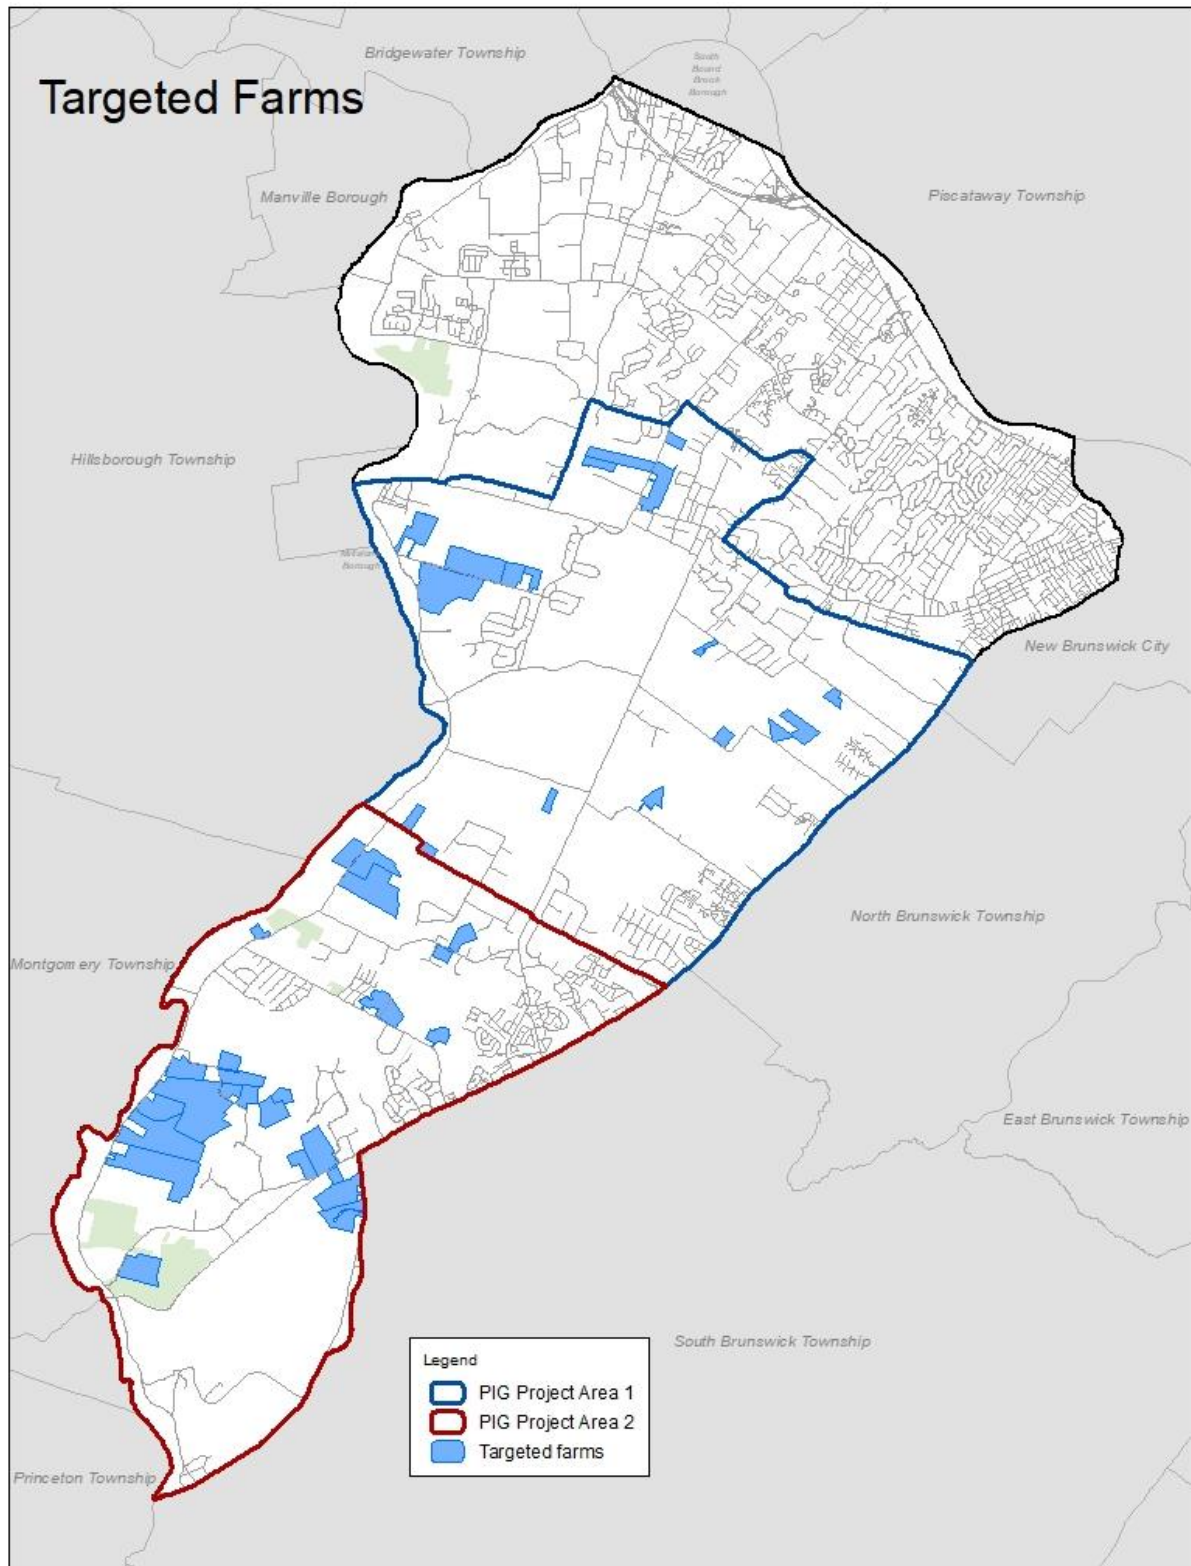 Bridgewater Township
South
Bound
Brook
Borough
Targeted Farms
Manville Borough
Piscataway Township
Hillsborough Township
Borough
New Brunswick City
North Brunswick Township
Montgomery Township
East Brunswick Township
South Brunswick Township
Legend
PIG Project Area 1
PIG Project Area 2
Targeted farms
Princeton Township